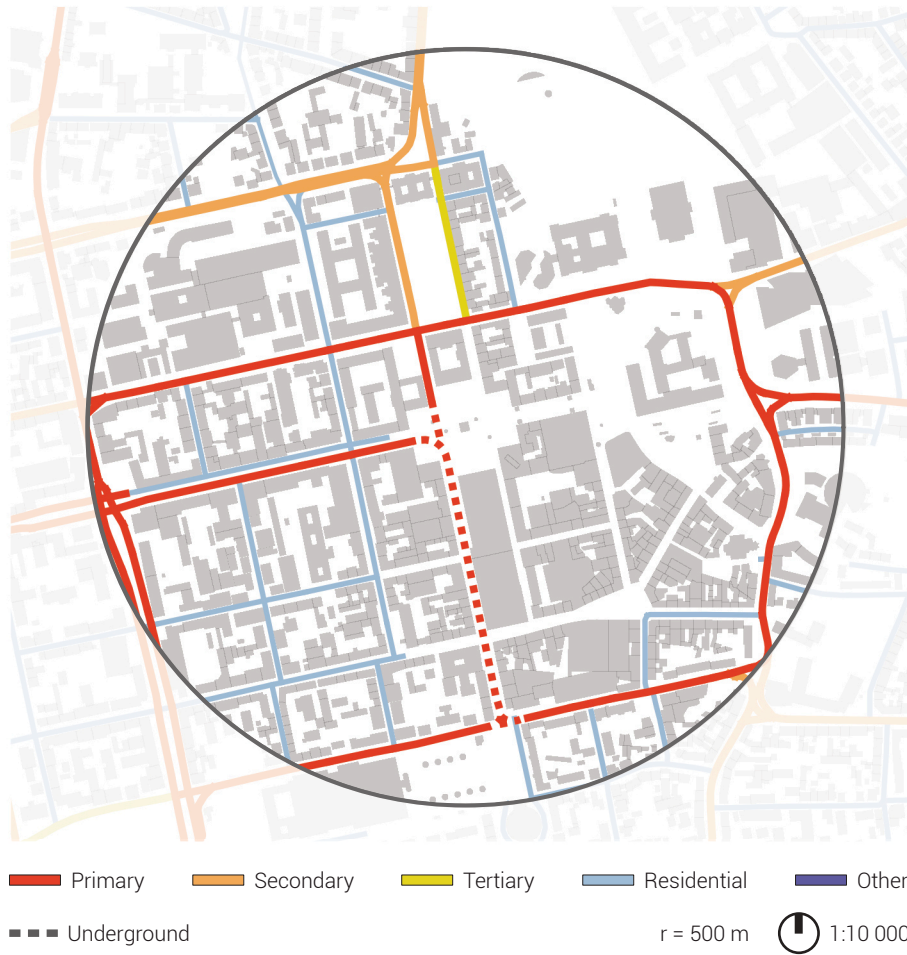 Primary Secondary Tertiary Residential Other
Underground r = 500 m 1:10 000